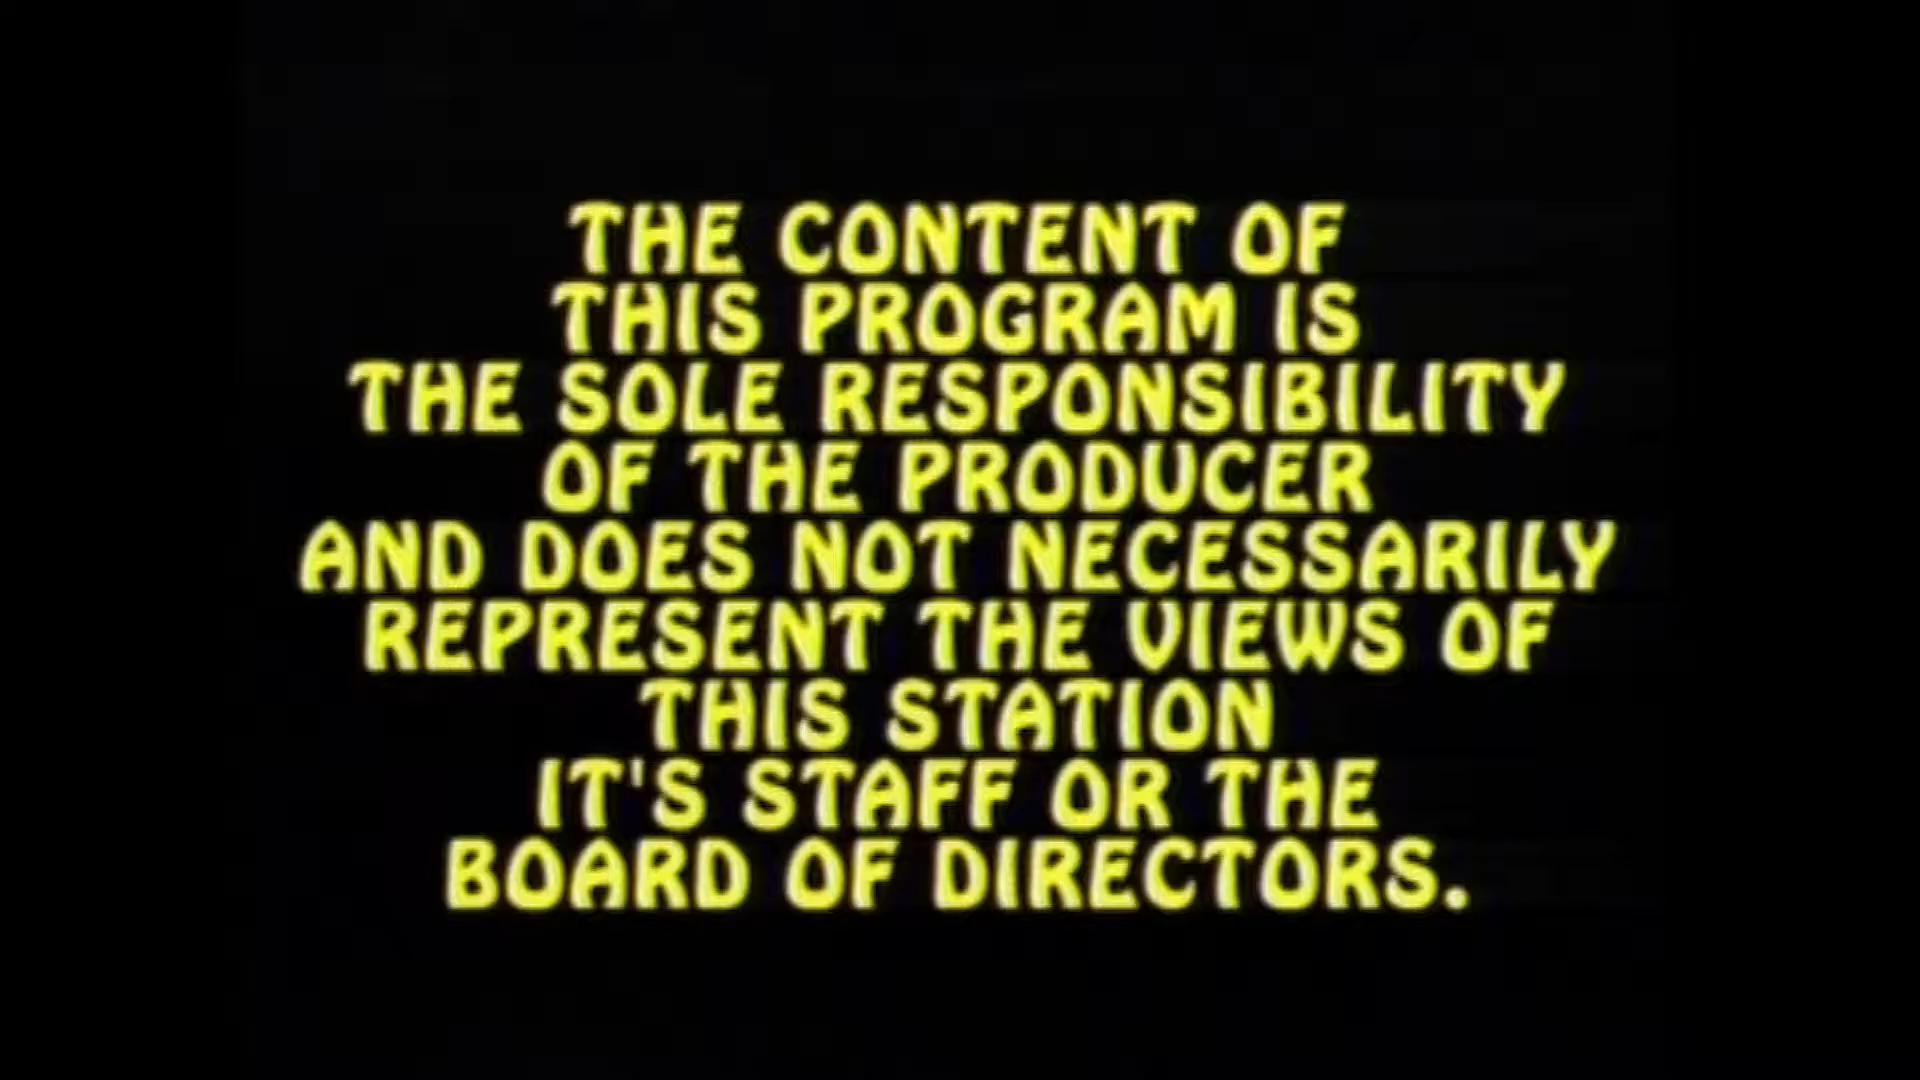 THE CONTENT OF
THIS PROGRAM IS
THE SOLE RESPONSIBILITY
OF THE PRODUCER
AND DOES NOT NECESSARILY
REPRESENT THE VIEWS OF
THIS STATION
IT'S STAFF OR THE
BOARD OF DIRECTORS.